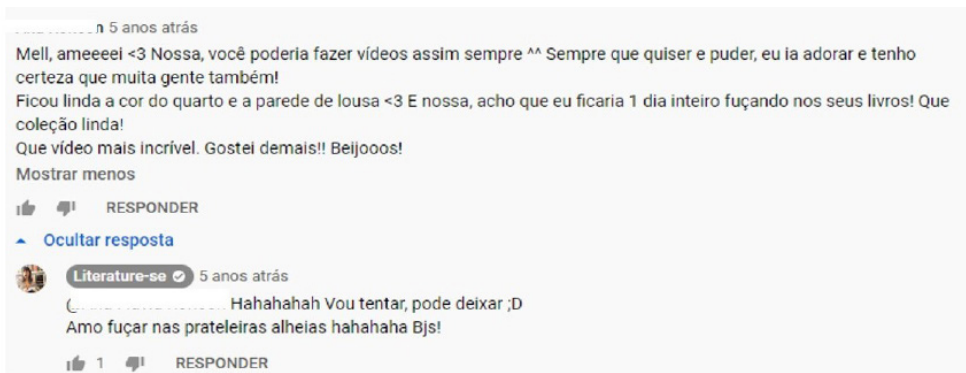 5 anos atrás
Mell, ameeeei <3 Nossa, você poderia fazer vídeos assim sempre ^^ Sempre que quiser e puder, eu ia adorar e tenho
certeza que muita gente também!
Ficou linda a cor do quarto e a parede de lousa <3 E nossa, acho que eu ficaria 1 dia inteiro fuçando nos seus livros! Que
coleção linda!
Que vídeo mais incrível. Gostei demais!! Beijooos!
Mostrar menos
RESPONDER
Ocultar resposta
Literature-se 5 anos atrás
Hahahahah Vou tentar, pode deixar ;D
Amo fuçar nas prateleiras alheias hahahaha Bjs!
1 RESPONDER